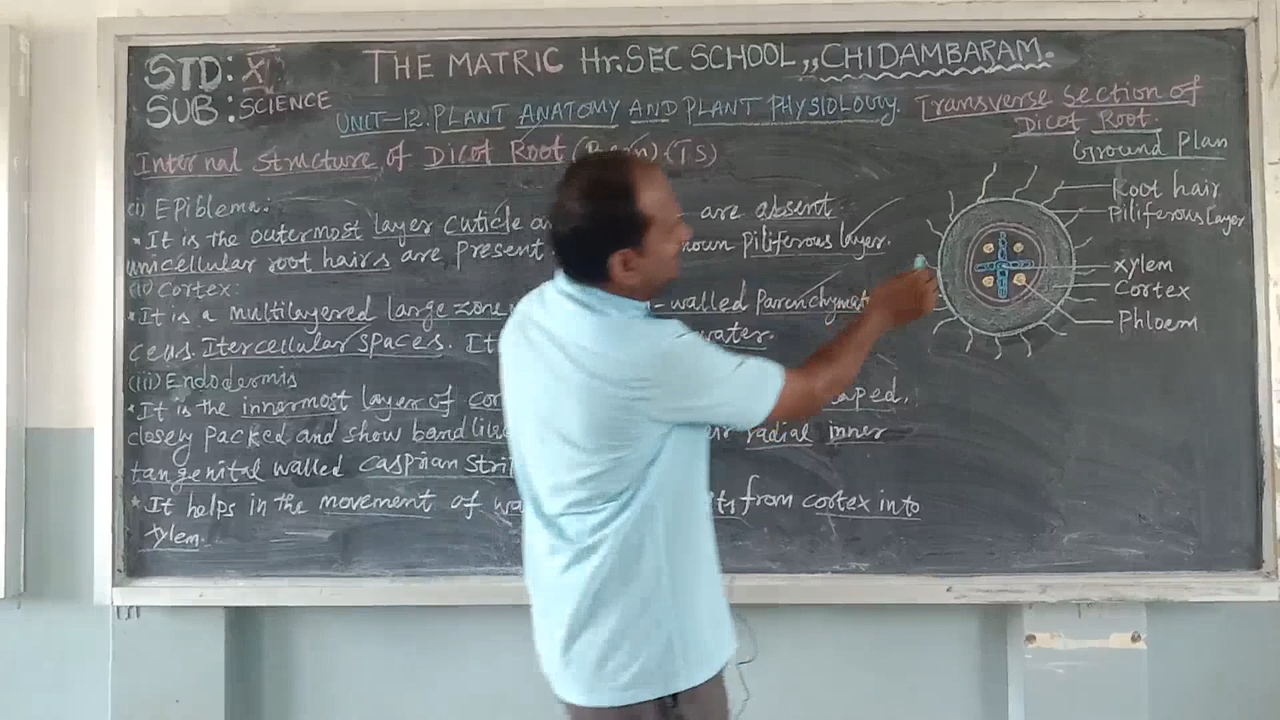 STD: X
THE MATRIC Hr.SEC SCHOOL,, CHIDAMBARAM.
SUB: SCIENCE
UNIT-12. PLANT ANATOMY AND PLANT PHYSIOLOGY.
Transverse section of
Dicot Root.
Ground Plan
Internal structure of Dicot Root (TS)
(i) Epiblema:
* It is the outermost layer cuticle are absent.
unicellular root hairs are present Piliferous layer.
(ii) Cortex:
* It is a multilayered large zone -walled Parenchymat
cells. Itercellular spaces. It water.
(iii) Endodermis
* It is the innermost layer of
closely packed and show band radial inner
tangenital walled casprian
* It helps in the movement of from cortex into
xylem.
Root hair
Piliferous layer
xylem
Cortex
Phloem